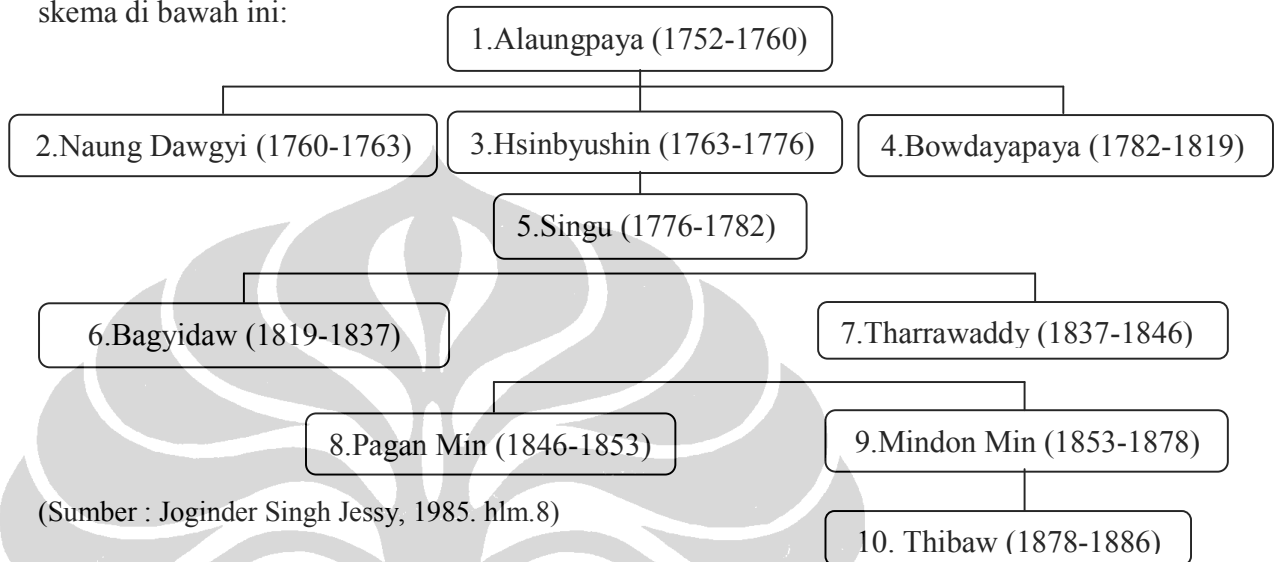 skema di bawah ini:
1.Alaungpaya (1752-1760)
2.Naung Dawgyi (1760-1763)
3.Hsinbyushin (1763-1776)
4.Bowdayapaya (1782-1819)
5.Singu (1776-1782)
6.Bagyidaw (1819-1837)
7.Tharrawaddy (1837-1846)
8.Pagan Min (1846-1853)
9.Mindon Min (1853-1878)
(Sumber : Joginder Singh Jessy, 1985. hlm.8)
10. Thibaw (1878-1886)